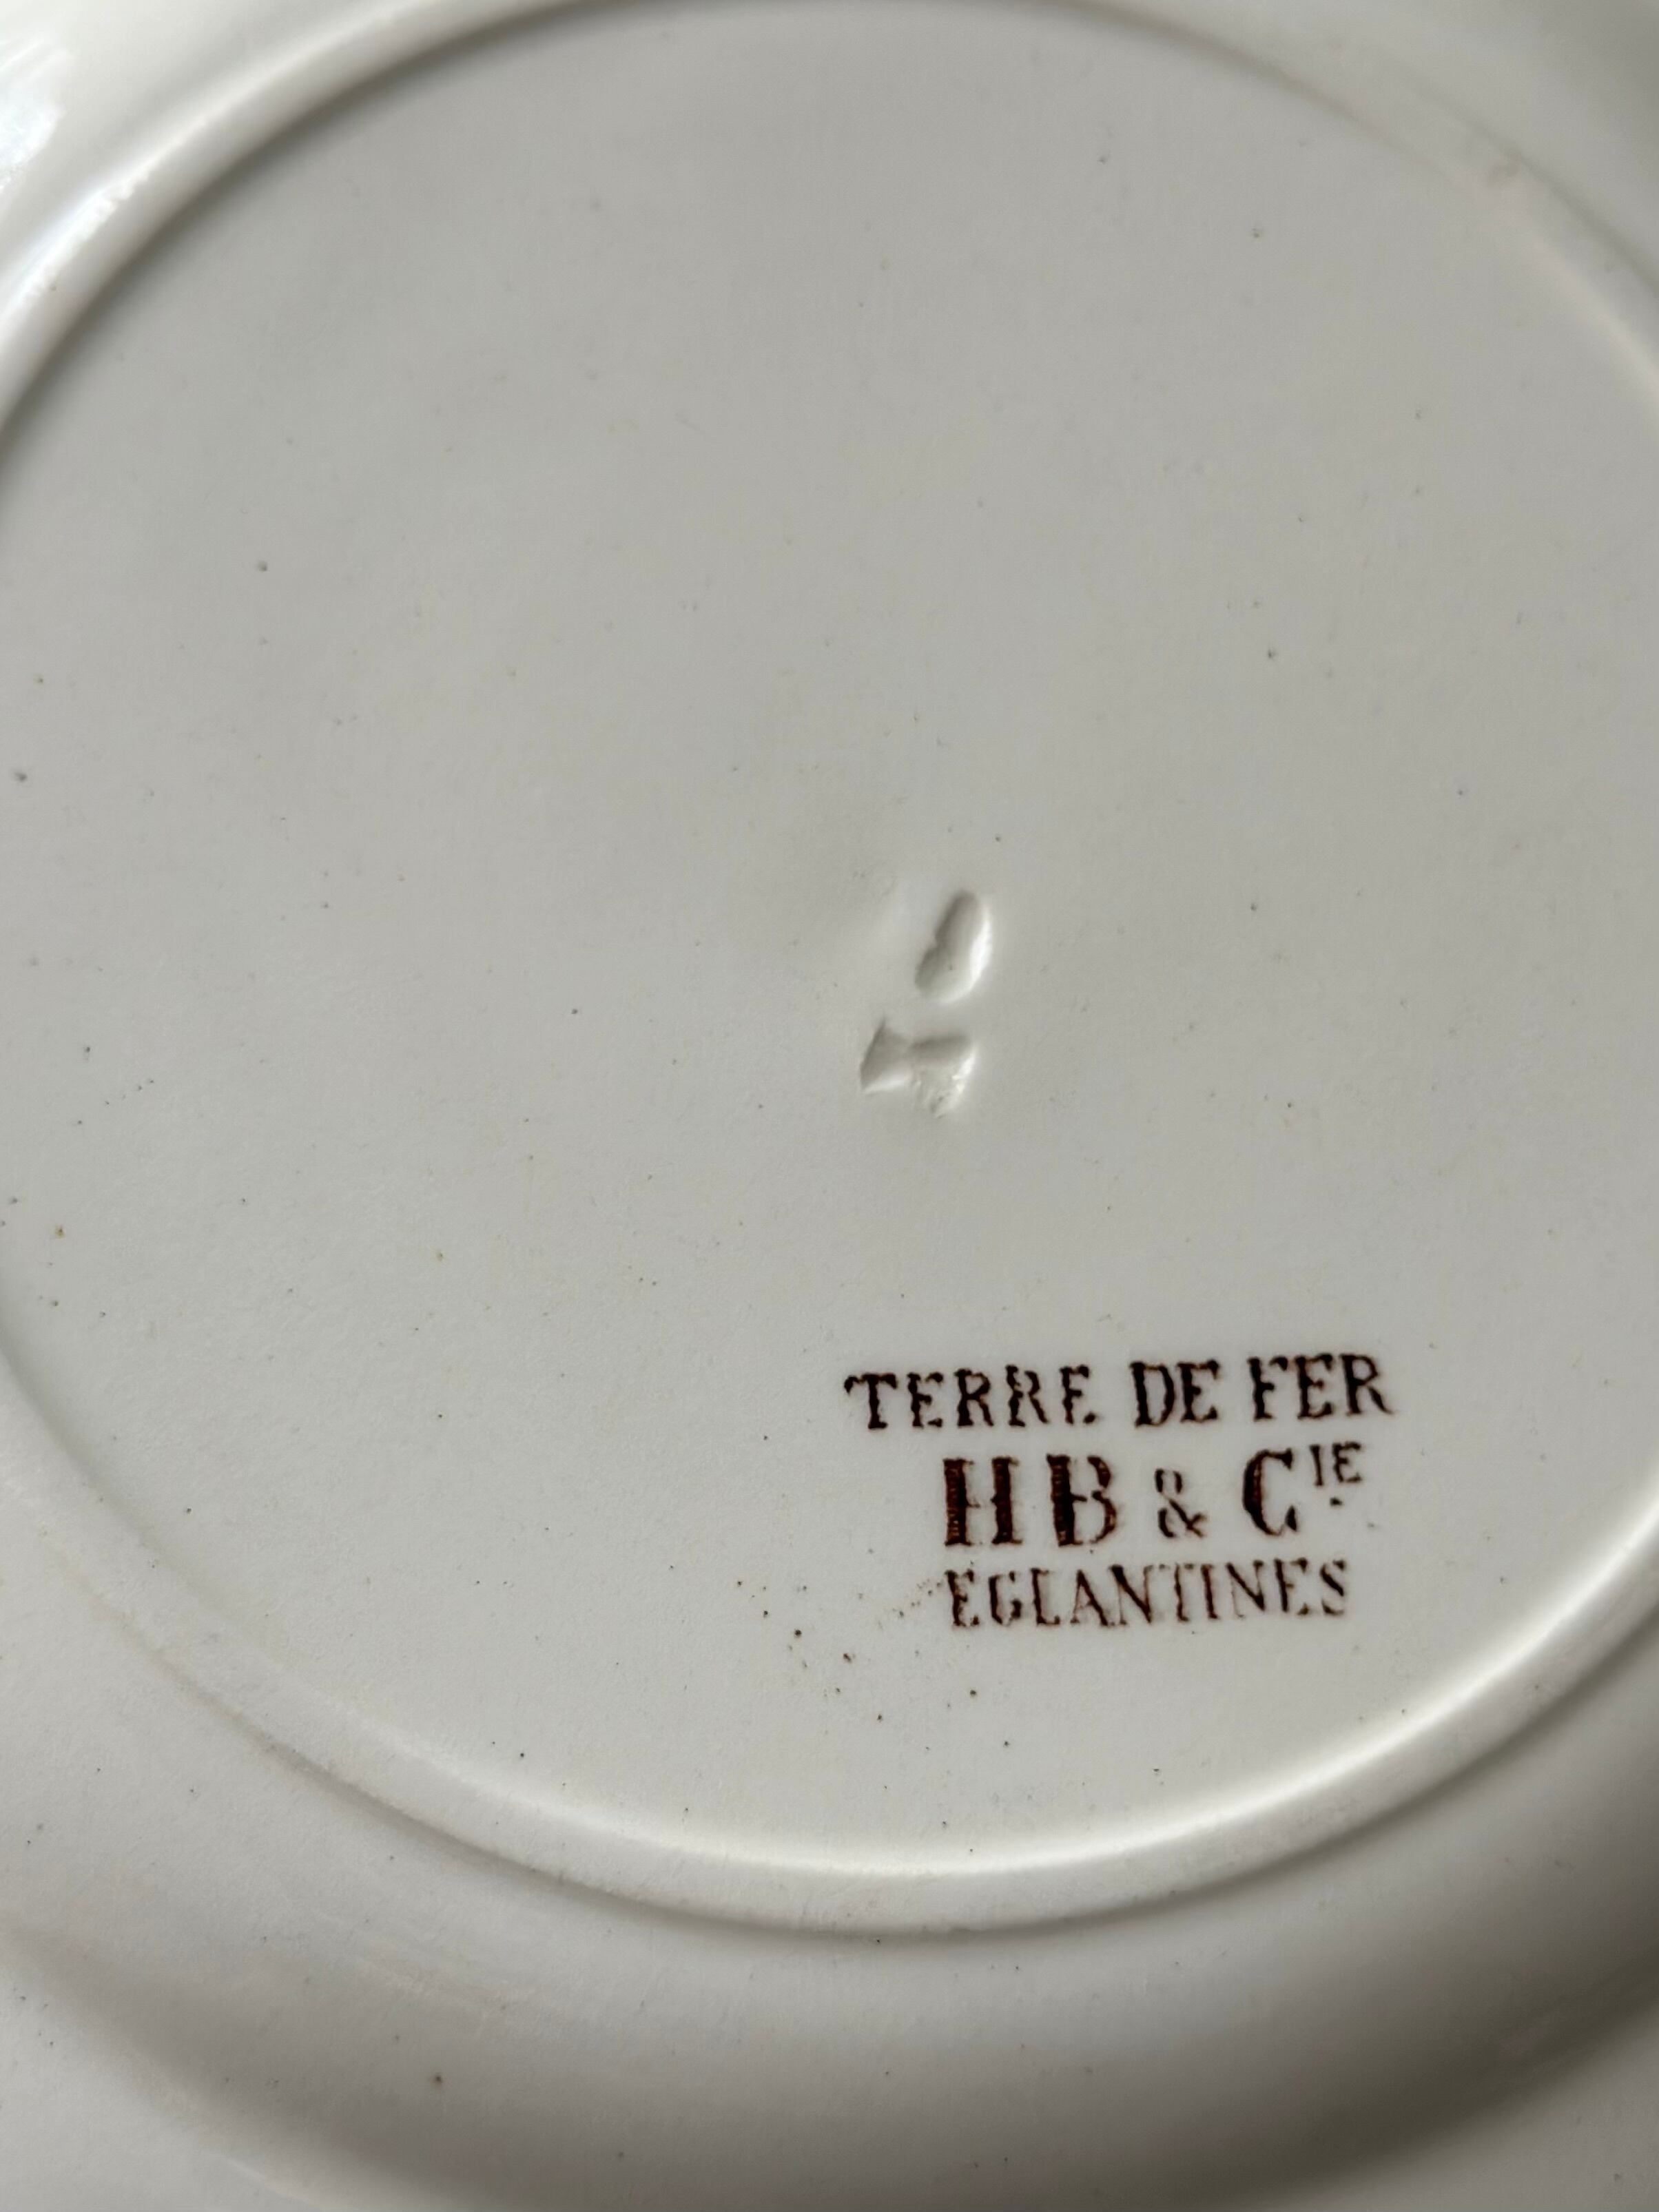 TERRE DE FER
HB & CIE
EGLANTINES